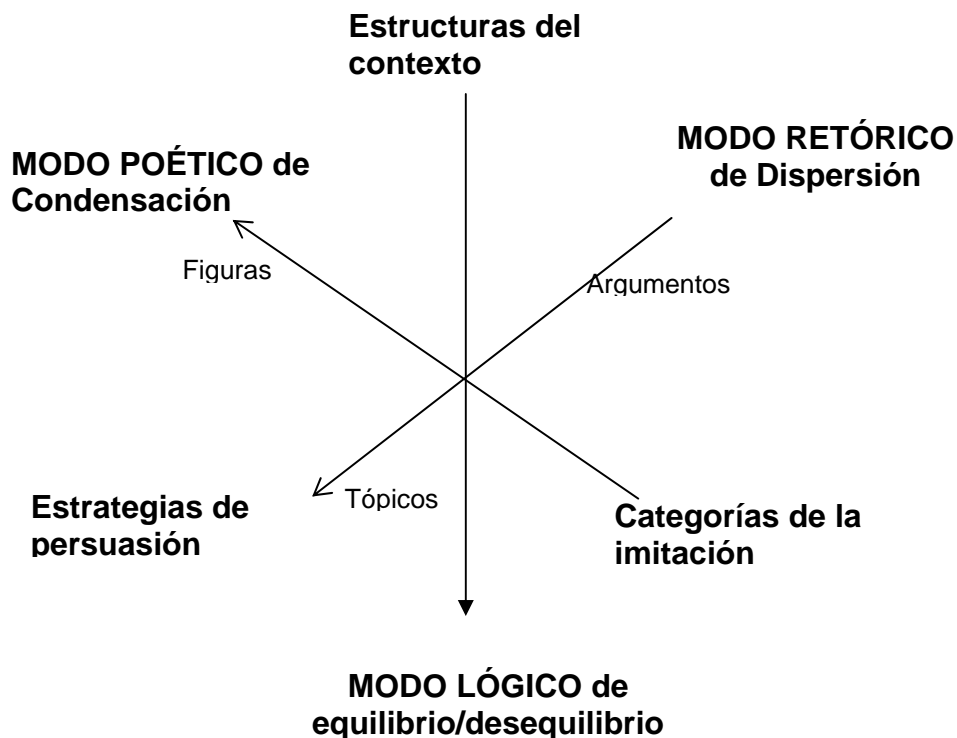 Estructuras del
contexto
MODO POÉTICO de
Condensación
MODO RETÓRICO
de Dispersión
Figuras
Argumentos
Estrategias de
persuasión
Tópicos
Categorías de la
imitación
MODO LÓGICO de
equilibrio/desequilibrio